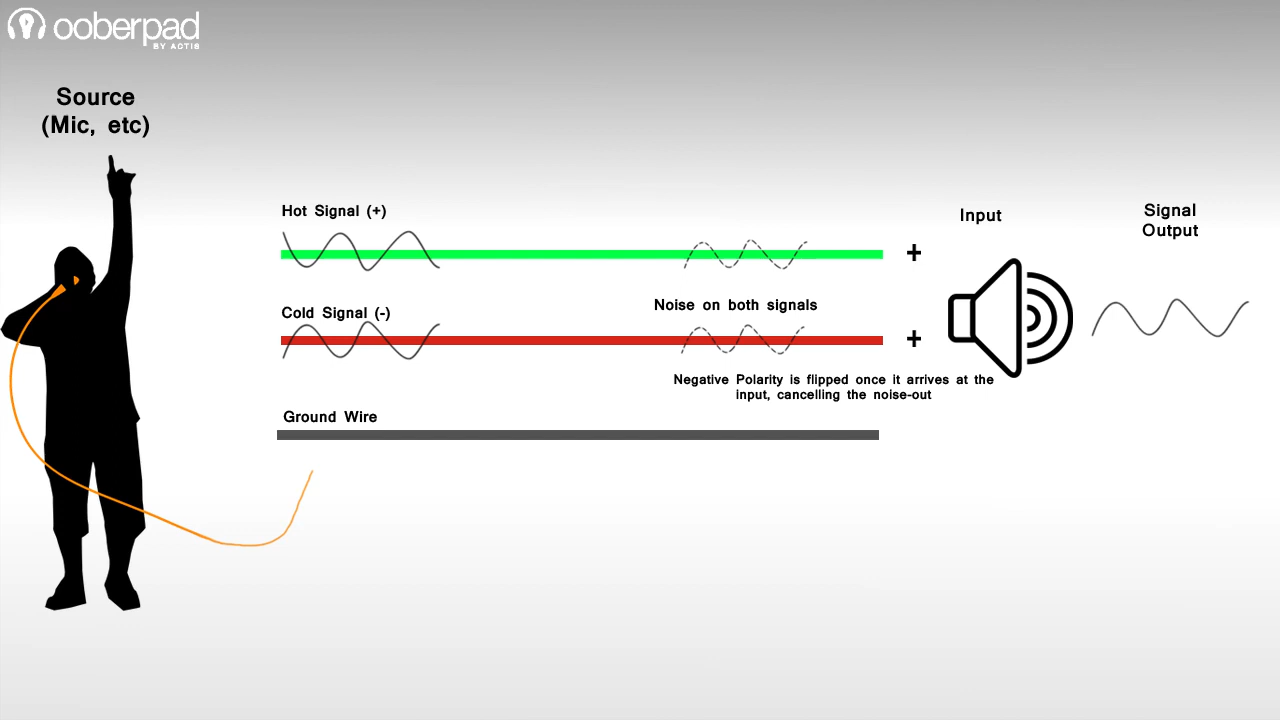 ooberpad
BY ACTIS
Source
(Mic, etc)
Hot Signal (+)
Cold Signal (-)
Ground Wire
Noise on both signals
Negative Polarity is flipped once it arrives at the
input, cancelling the noise-out
+
+
Input
Signal
Output